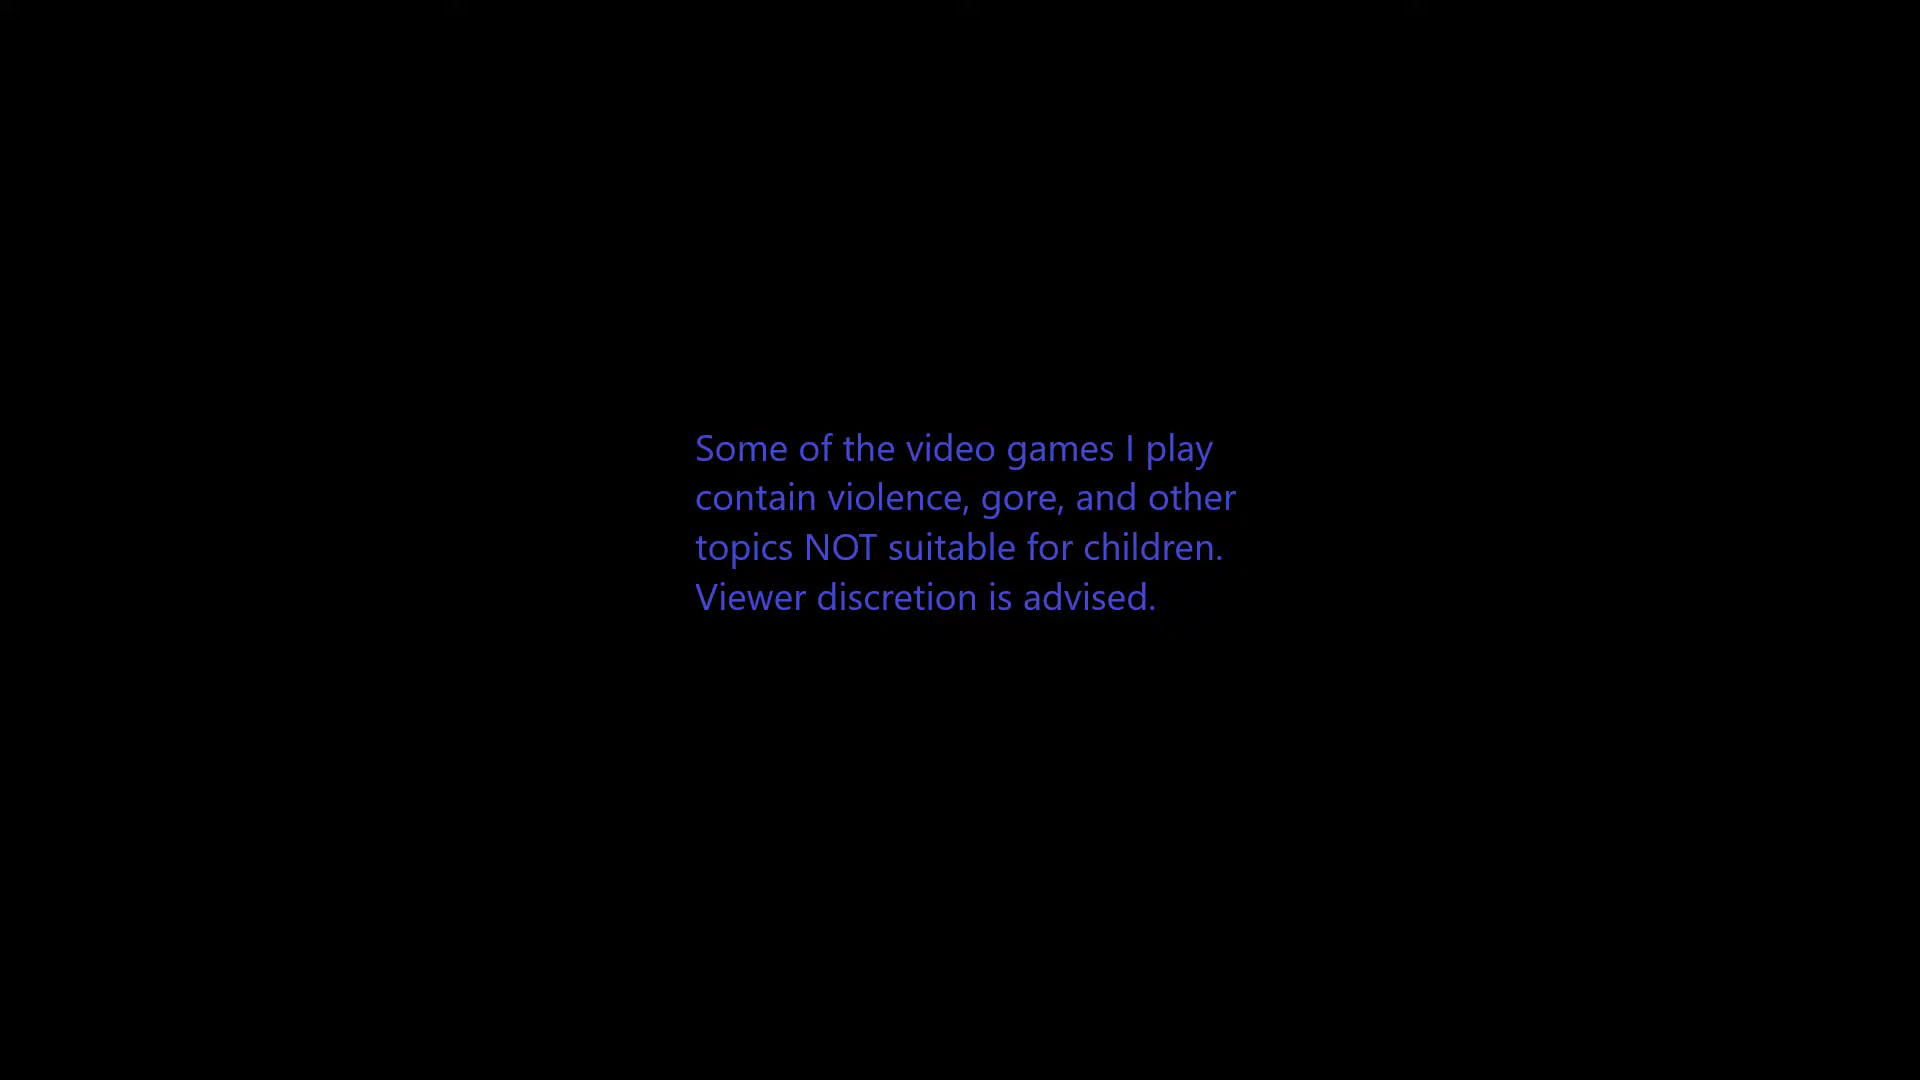 Some of the video games I play
contain violence, gore, and other
topics NOT suitable for children.
Viewer discretion is advised.